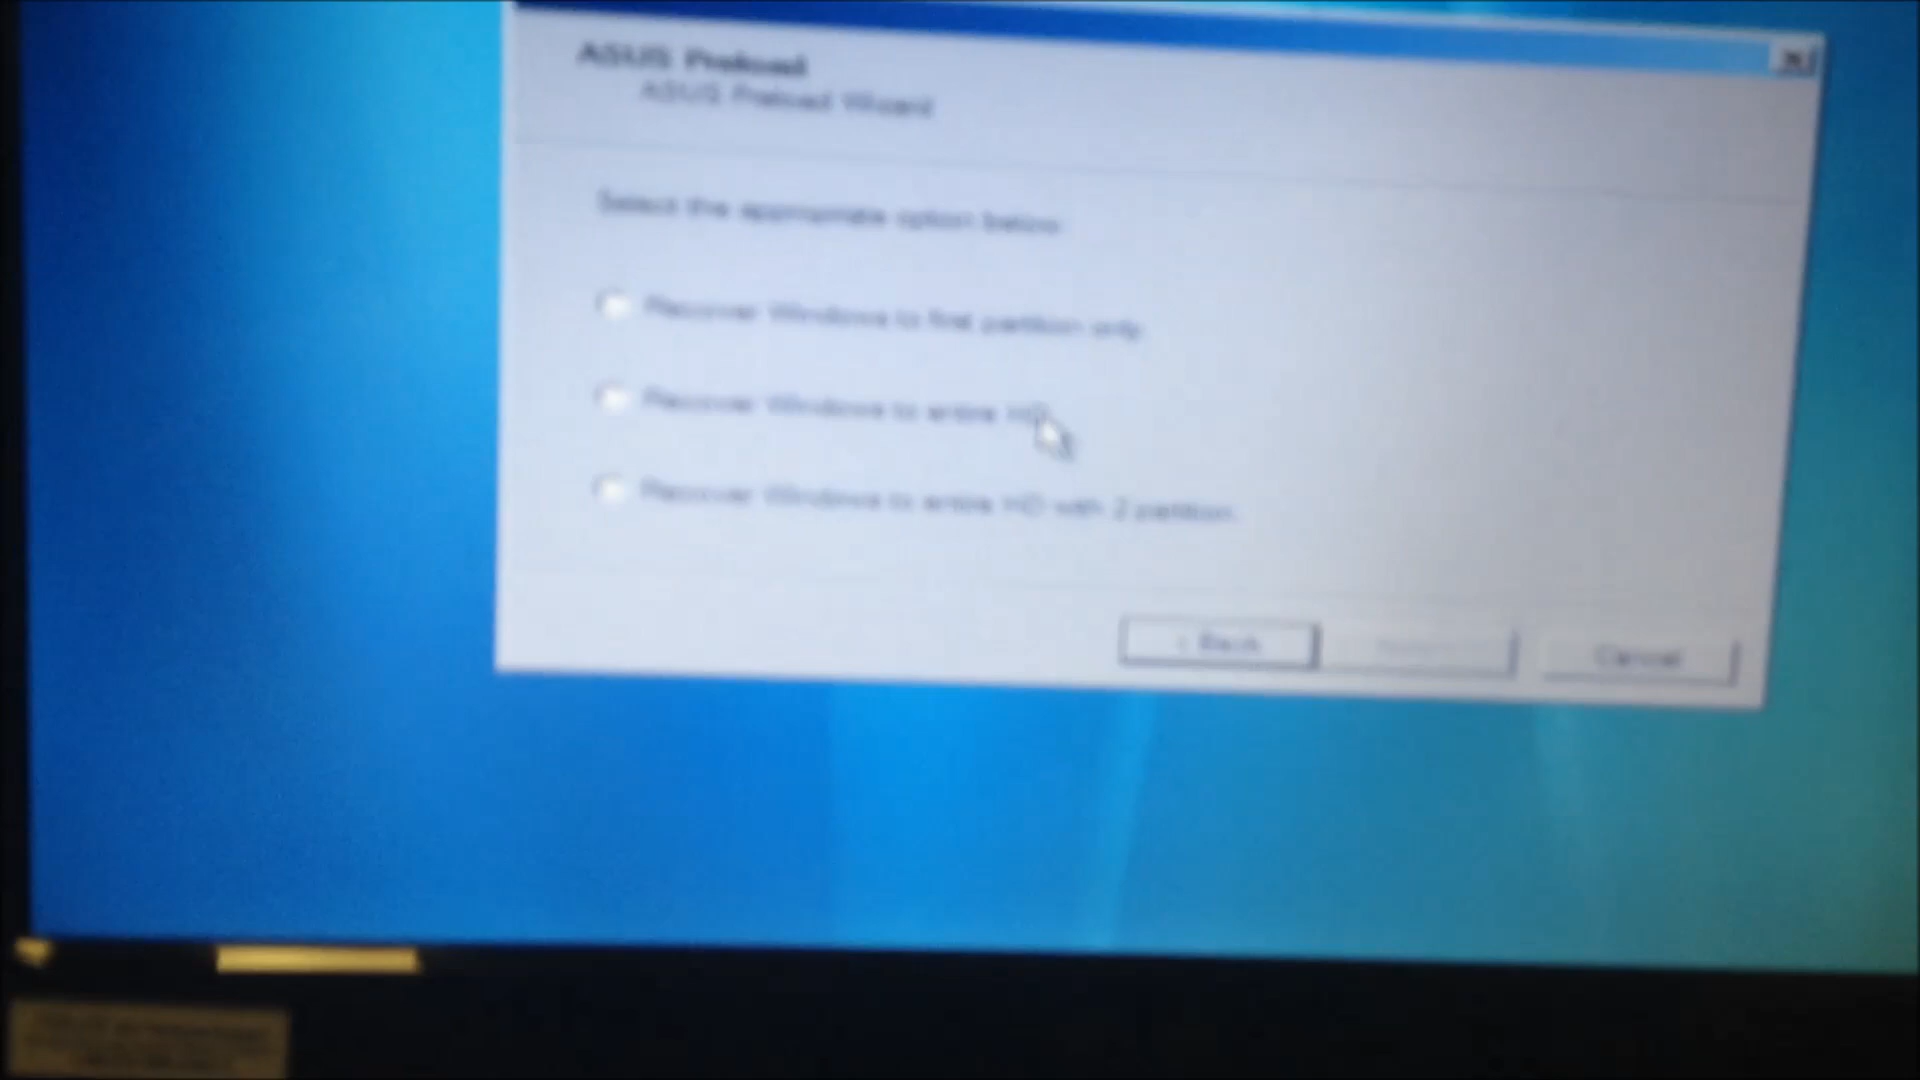 ASUS Preload
ASUS Preload Wizard
Select the appropriate option below:
Recover Windows to first partition only.
Recover Windows to entire HD.
Recover Windows to entire HD with 2 partition.
< Back
Cancel